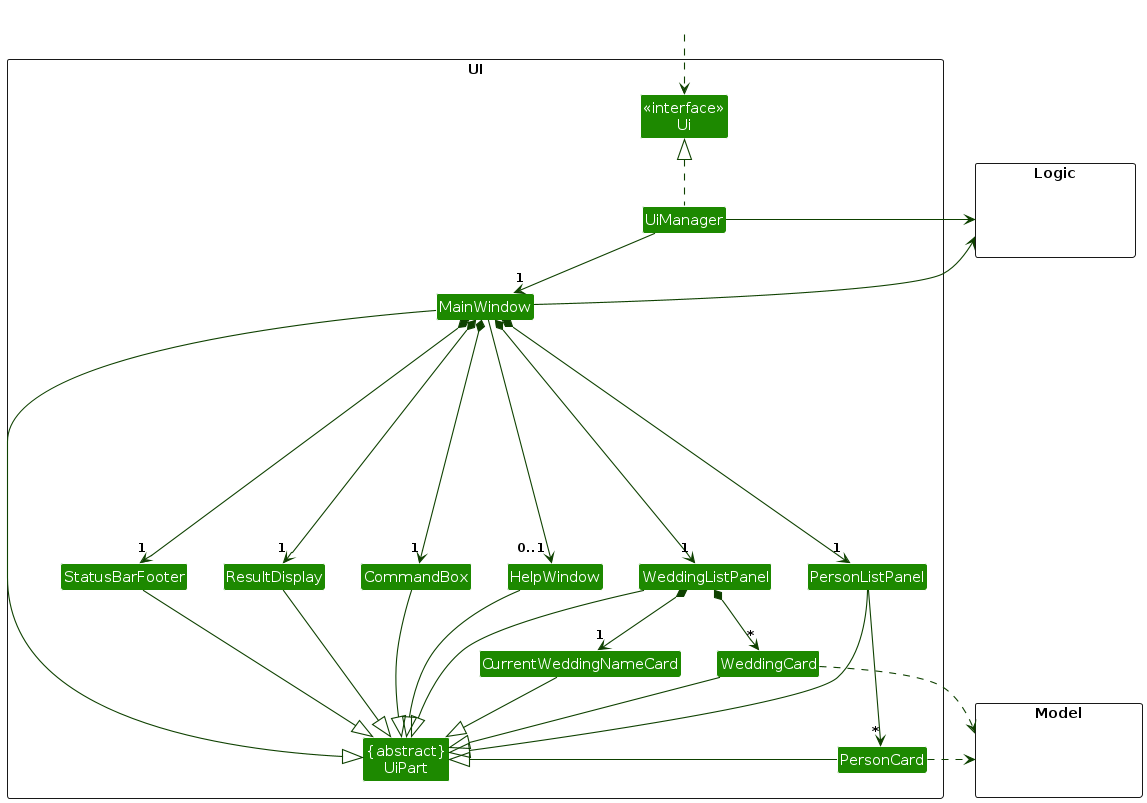 UI
«interface»
Ui
Logic
UiManager
1
MainWindow
1
1
1
0..1
1
1
StatusBarFooter
ResultDisplay
CommandBox
HelpWindow
WeddingListPanel
PersonListPanel
1
*
CurrentWeddingNameCard
WeddingCard
Model
*
{abstract}
UiPart
PersonCard